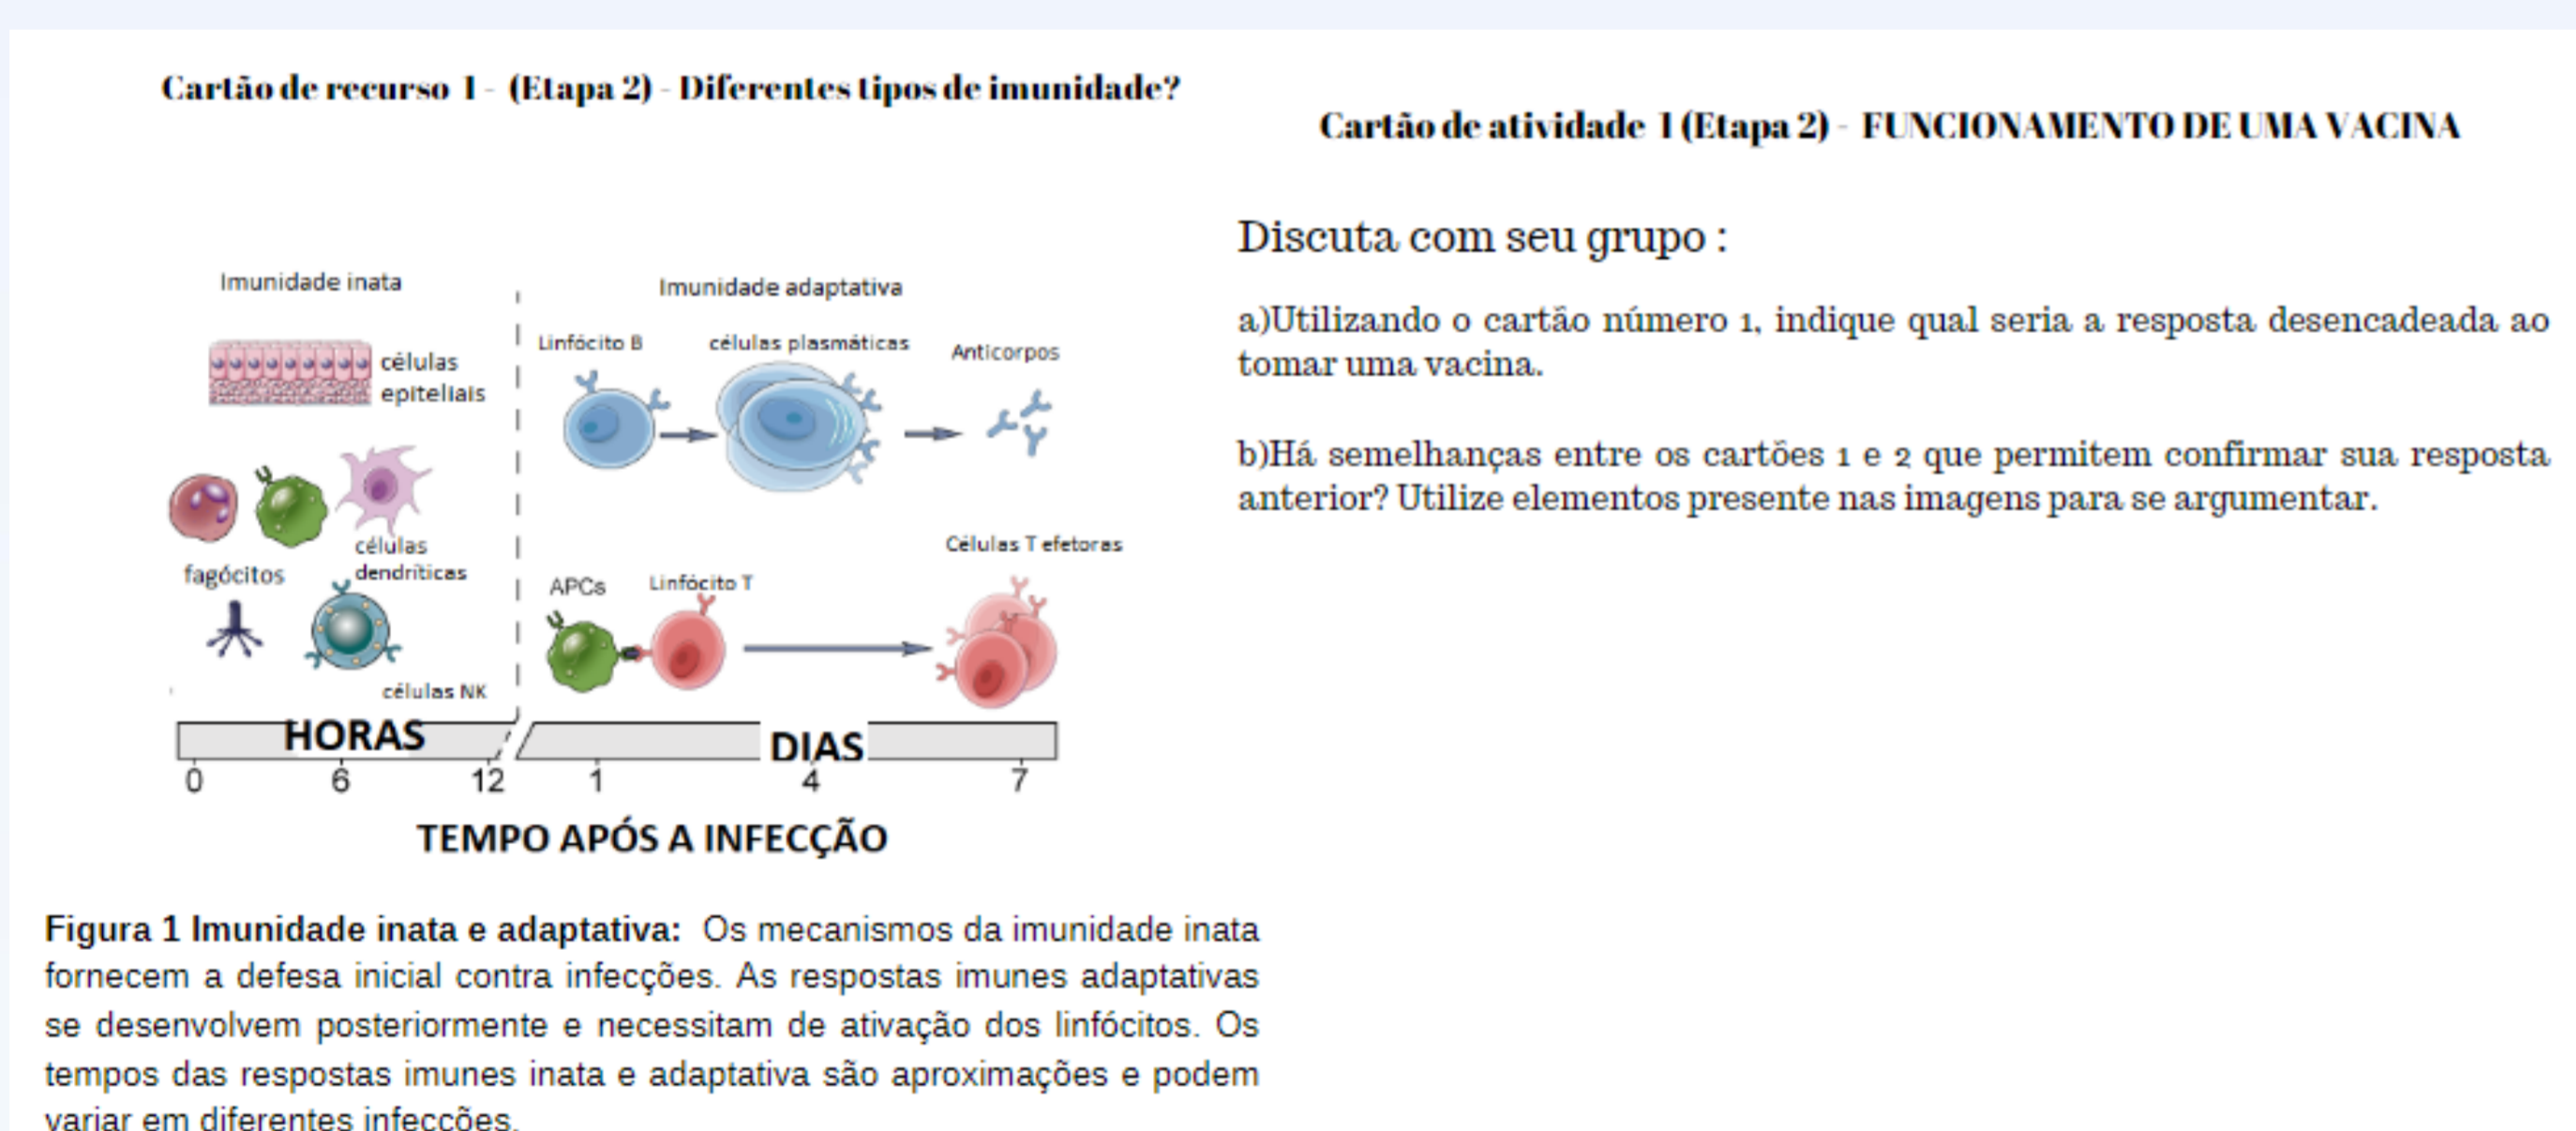 Cartão de recurso 1 - (Etapa 2) - Diferentes tipos de imunidade?
Imunidade inata
Imunidade adaptativa
células
epiteliais
Linfócito B
células plasmáticas
Anticorpos
células
dendríticas
fagócitos
células NK
APCs
Linfócito T
Células T efetoras
HORAS
DIAS
0 6 12 1 4 7
TEMPO APÓS A INFECÇÃO
Figura 1 Imunidade inata e adaptativa: Os mecanismos da imunidade inata
fornecem a defesa inicial contra infecções. As respostas imunes adaptativas
se desenvolvem posteriormente e necessitam de ativação dos linfócitos. Os
tempos das respostas imunes inata e adaptativa são aproximações e podem
variar em diferentes infecções.
Cartão de atividade 1 (Etapa 2) - FUNCIONAMENTO DE UMA VACINA
Discuta com seu grupo :
a)Utilizando o cartão número 1, indique qual seria a resposta desencadeada ao
tomar uma vacina.
b)Há semelhanças entre os cartões 1 e 2 que permitem confirmar sua resposta
anterior? Utilize elementos presente nas imagens para se argumentar.